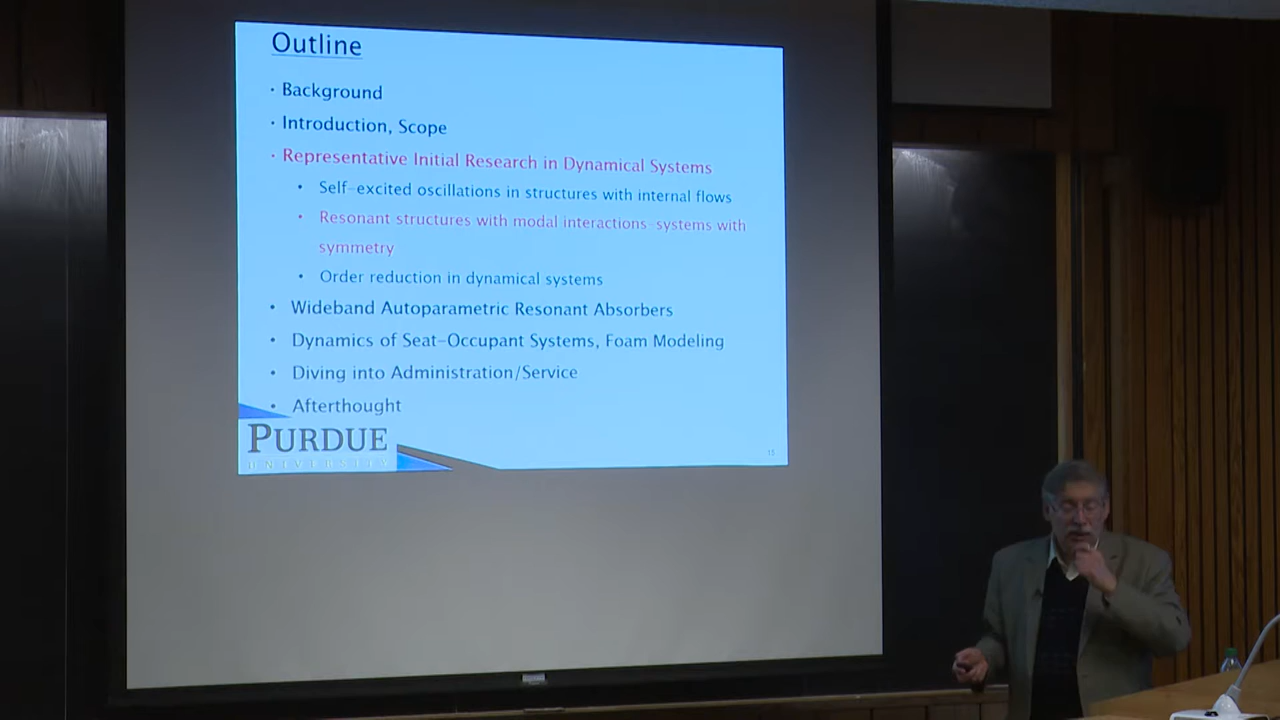 Outline
· Background
· Introduction, Scope
· Representative Initial Research in Dynamical Systems
• Self-excited oscillations in structures with internal flows
• Resonant structures with modal interactions-systems with
symmetry
• Order reduction in dynamical systems
• Wideband Autoparametric Resonant Absorbers
• Dynamics of Seat-Occupant Systems, Foam Modeling
• Diving into Administration/Service
• Afterthought
PURDUE
UNIVERSITY
15